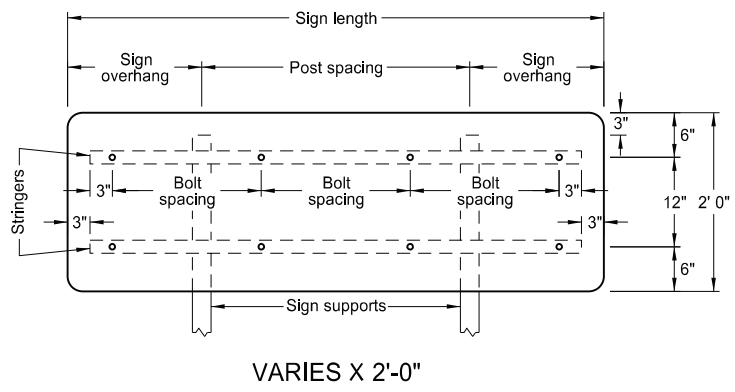 Sign length
Sign
overhang
Post spacing
Sign
overhang
3"
6"
Stringers
3"
Bolt
spacing
Bolt
spacing
Bolt
spacing
3"
3"
3"
12"
2' 0"
6"
Sign supports
VARIES X 2'-0"